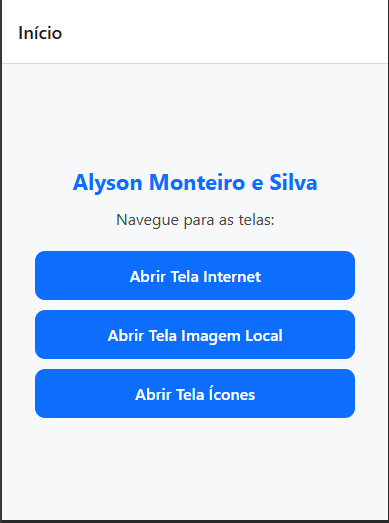 Início
Alyson Monteiro e Silva
Navegue para as telas:
Abrir Tela Internet
Abrir Tela Imagem Local
Abrir Tela Ícones